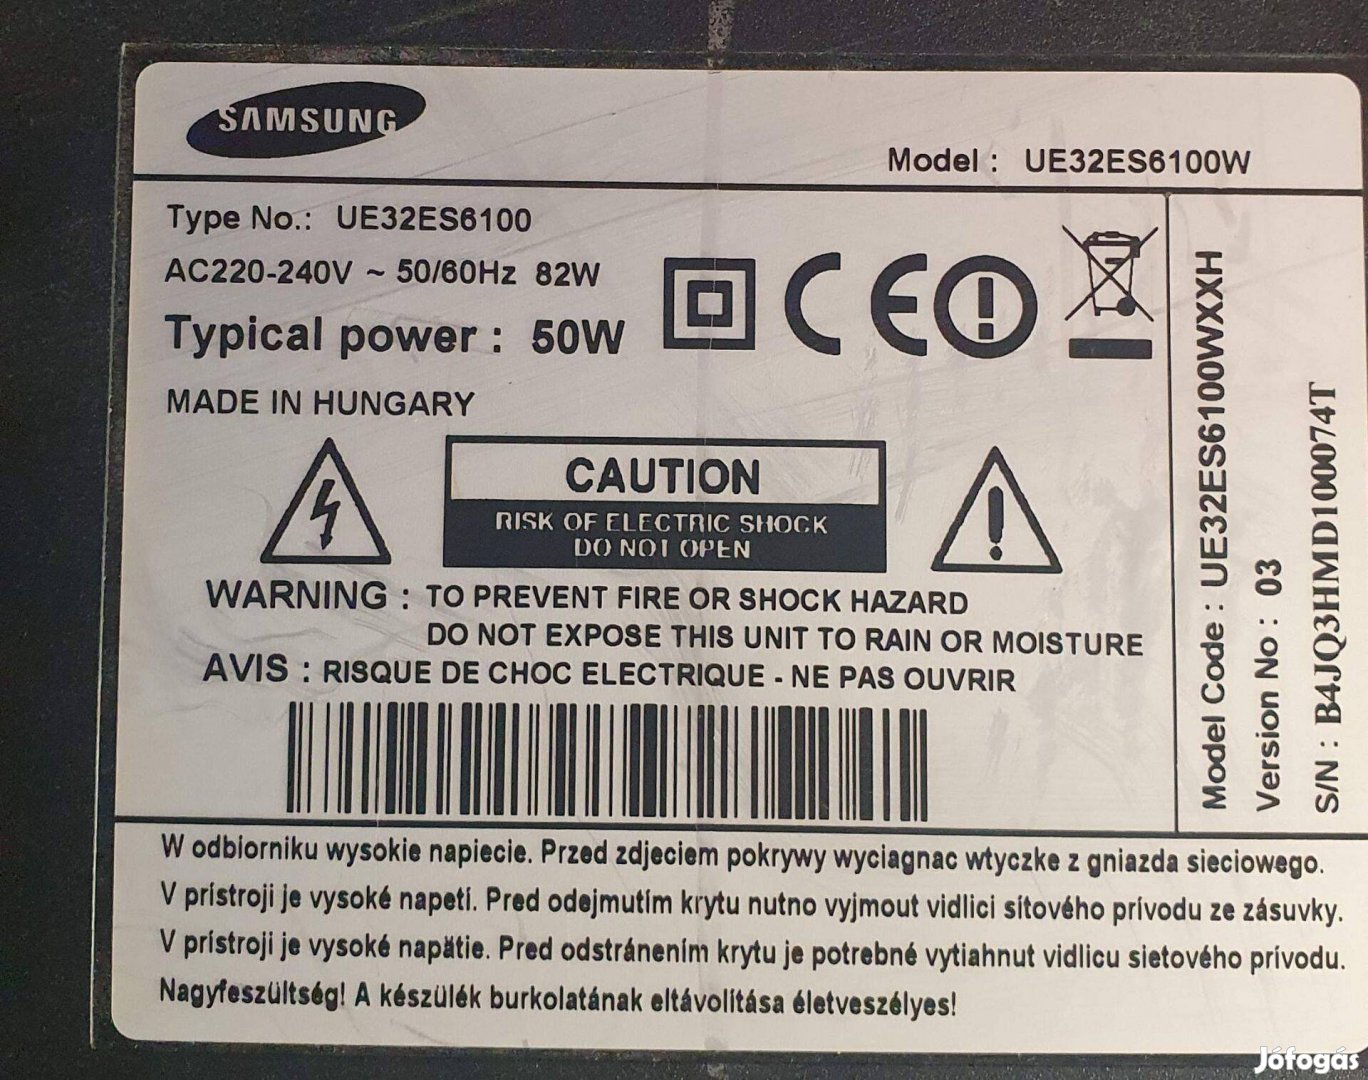 SAMSUNG
Model : UE32ES6100W
Type No.: UE32ES6100
AC220-240V ~ 50/60Hz 82W
Typical power : 50W
MADE IN HUNGARY
CAUTION
RISK OF ELECTRIC SHOCK
DO NOT OPEN
WARNING : TO PREVENT FIRE OR SHOCK HAZARD
DO NOT EXPOSE THIS UNIT TO RAIN OR MOISTURE
AVIS : RISQUE DE CHOC ELECTRIQUE - NE PAS OUVRIR
Model Code : UE32ES6100WXXH
Version No : 03
S/N : B4JQ3HMD100074T
W odbiorniku wysokie napiecie. Przed zdjeciem pokrywy wyciagnac wtyczke z gniazda sieciowego.
V prístroji je vysoké napetí. Pred odejmutím krytu nutno vyjmout vidlici sítového prívodu ze zásuvky.
V prístroji je vysoké napätie. Pred odstránením krytu je potrebné vytiahnut vidlicu sietového prívodu.
Nagyfeszültség! A készülék burkolatának eltávolítása életveszélyes!
Jófogás